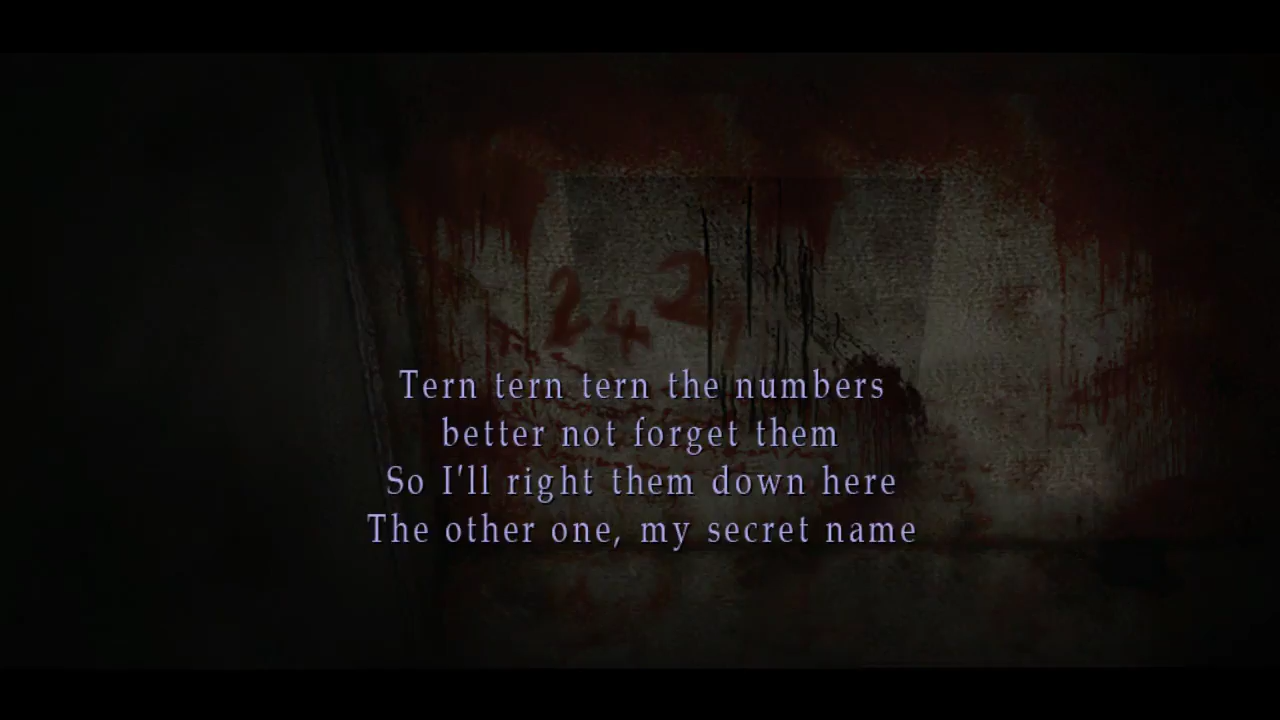 242
Tern tern tern the numbers
better not forget them
So I'll right them down here
The other one, my secret name